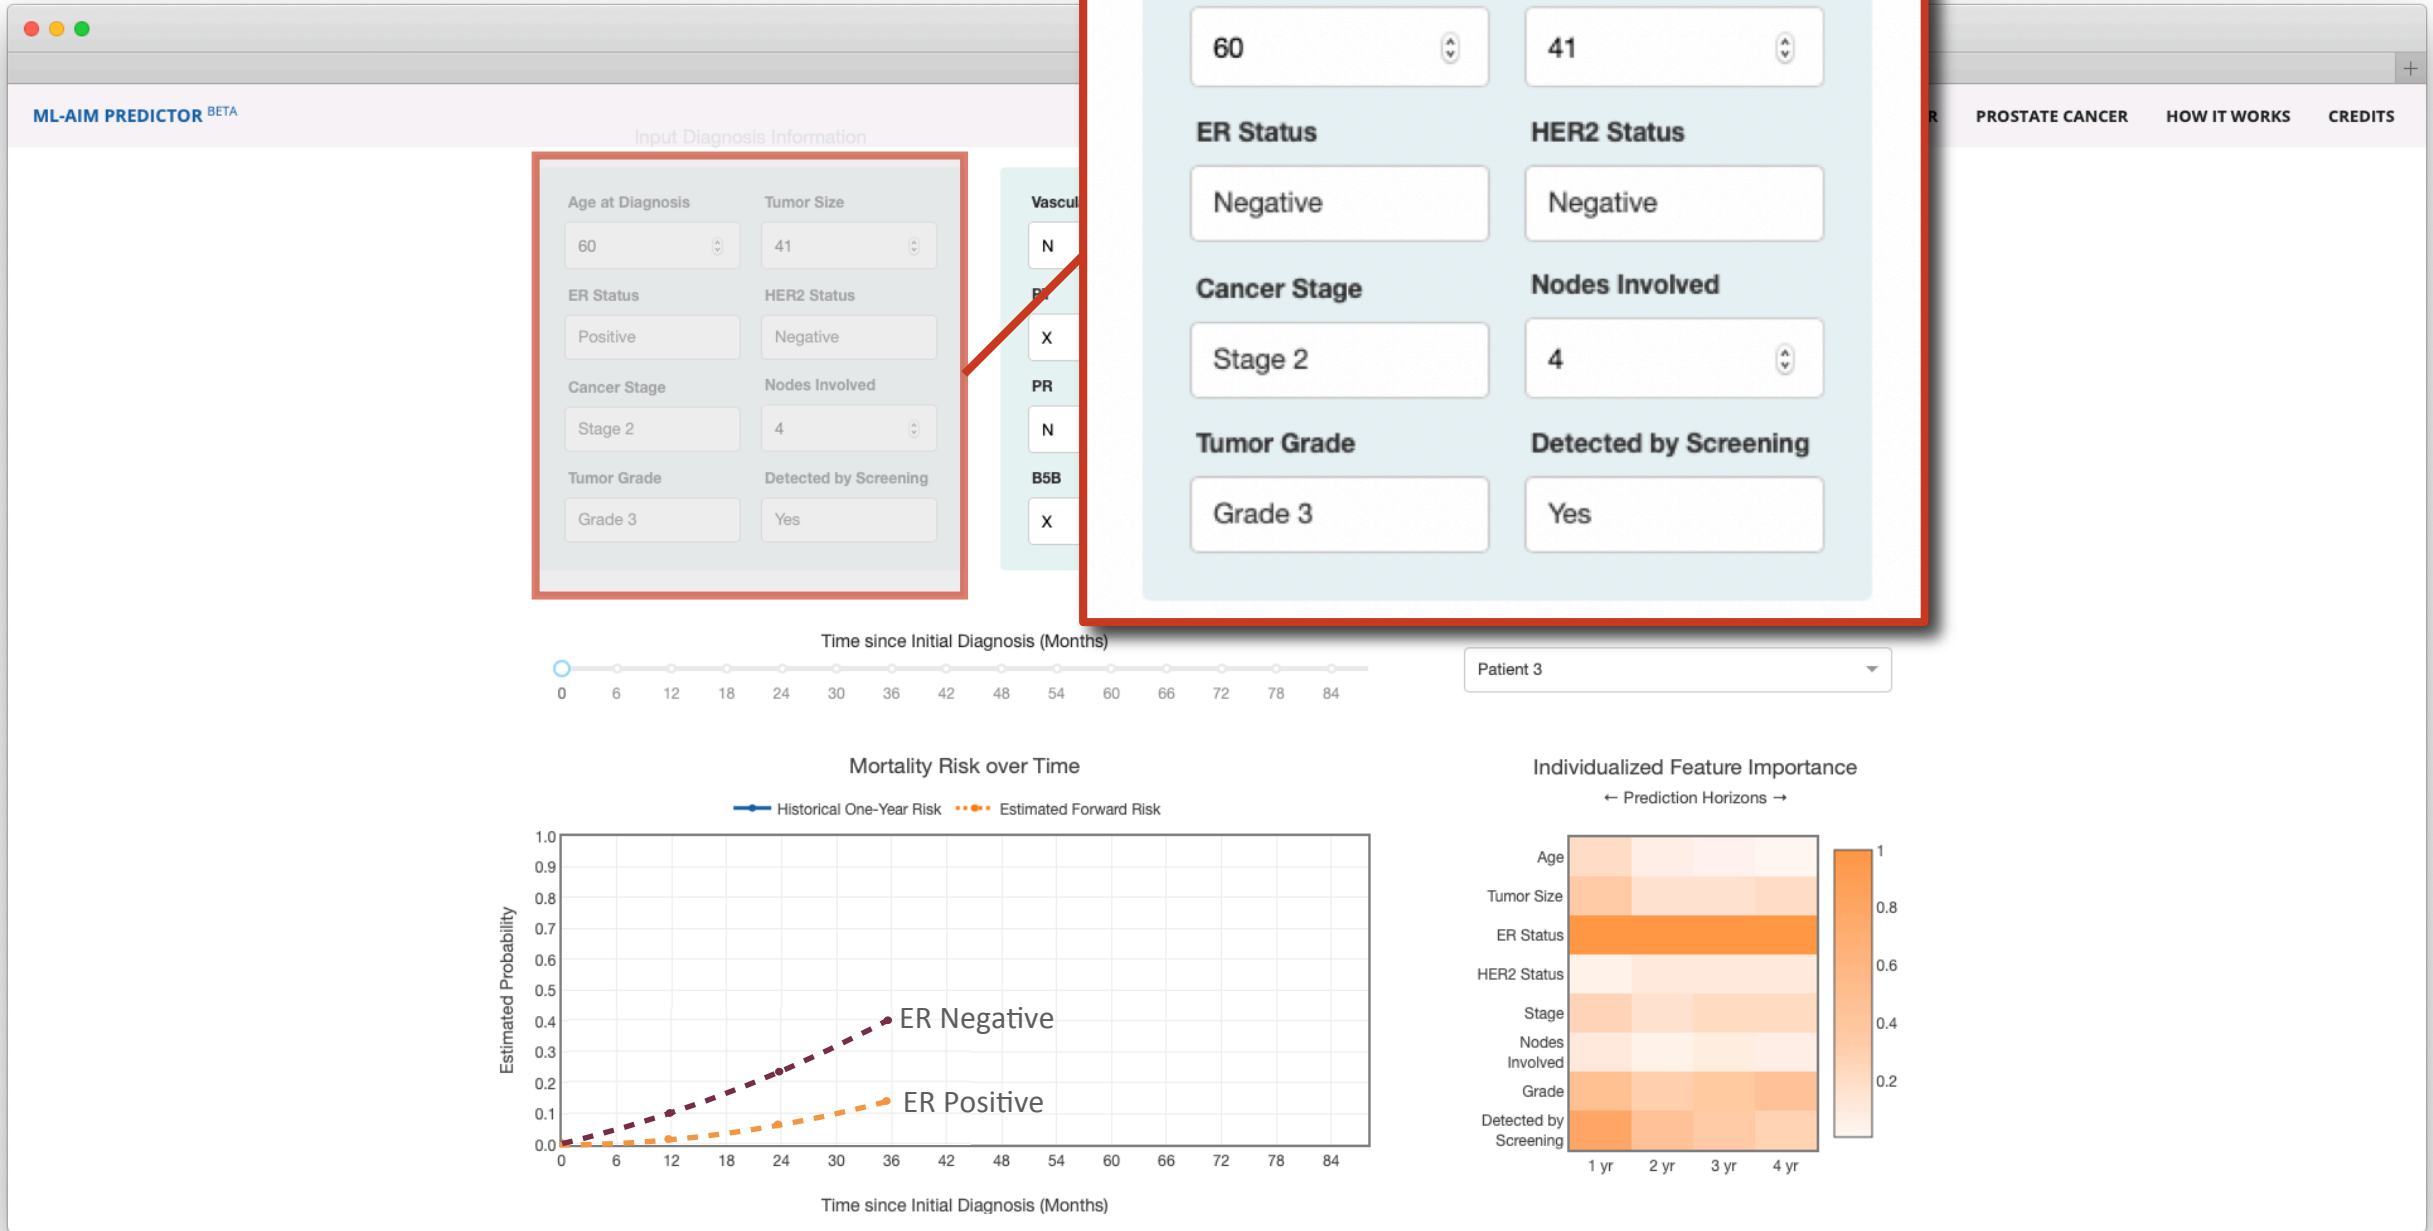 ML-AIM PREDICTOR BETA
PROSTATE CANCER HOW IT WORKS CREDITS
Input Diagnosis Information
Age at Diagnosis Tumor Size
60 41
ER Status HER2 Status
Positive Negative
Cancer Stage Nodes Involved
Stage 2 4
Tumor Grade Detected by Screening
Grade 3 Yes
N
X
PR
N
B5B
X
60 41
ER Status HER2 Status
Negative Negative
Cancer Stage Nodes Involved
Stage 2 4
Tumor Grade Detected by Screening
Grade 3 Yes
Time since Initial Diagnosis (Months)
0 6 12 18 24 30 36 42 48 54 60 66 72 78 84
Patient 3
Mortality Risk over Time
Historical One-Year Risk Estimated Forward Risk
Estimated Probability
1.0
0.9
0.8
0.7
0.6
0.5
0.4
0.3
0.2
0.1
0.0
ER Negative
ER Positive
0 6 12 18 24 30 36 42 48 54 60 66 72 78 84
Time since Initial Diagnosis (Months)
Individualized Feature Importance
← Prediction Horizons →
Age
Tumor Size
ER Status
HER2 Status
Stage
Nodes
Involved
Grade
Detected by
Screening
1 yr 2 yr 3 yr 4 yr
1
0.8
0.6
0.4
0.2